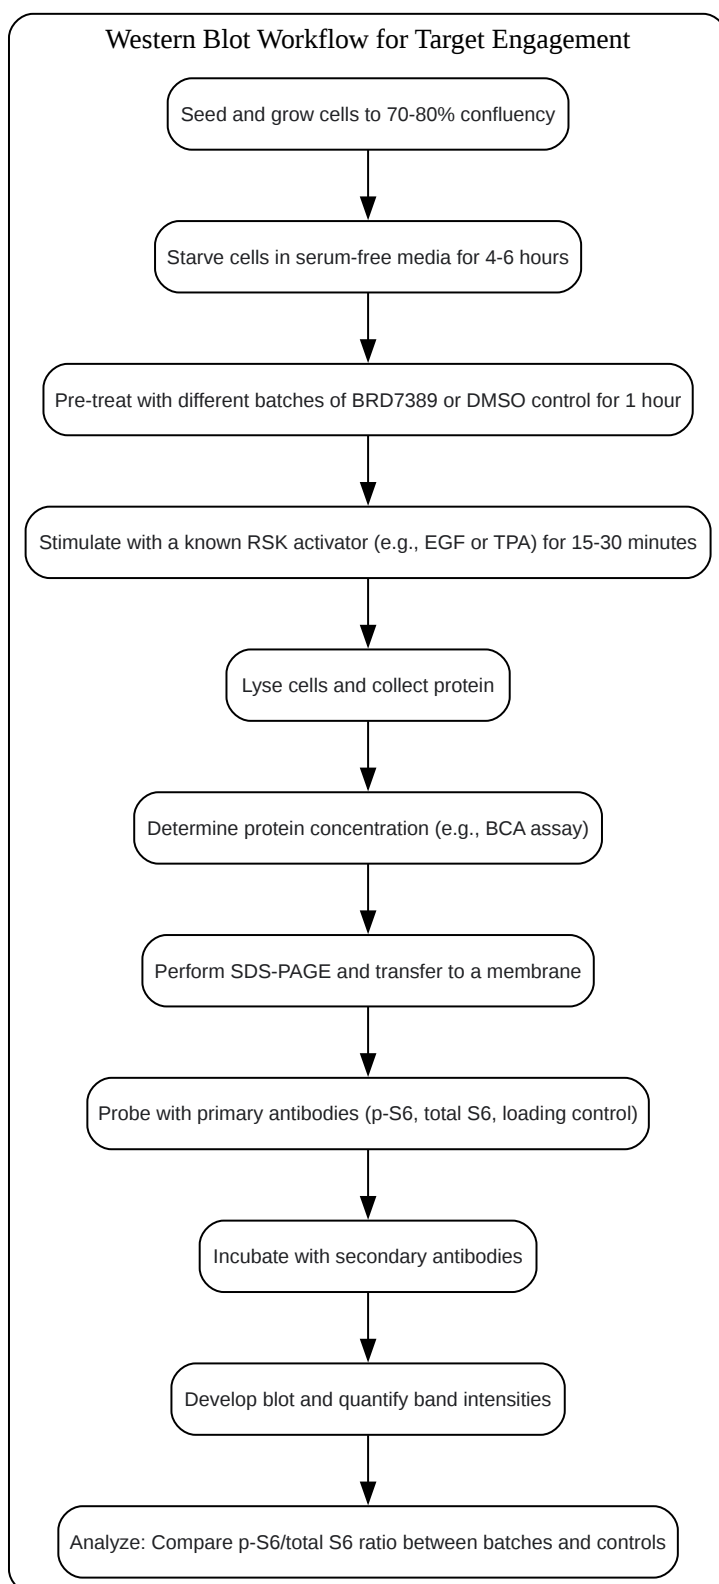 Western Blot Workflow for Target Engagement
Seed and grow cells to 70-80% confluency
Starve cells in serum-free media for 4-6 hours
Pre-treat with different batches of BRD7389 or DMSO control for 1 hour
Stimulate with a known RSK activator (e.g., EGF or TPA) for 15-30 minutes
Lyse cells and collect protein
Determine protein concentration (e.g., BCA assay)
Perform SDS-PAGE and transfer to a membrane
Probe with primary antibodies (p-S6, total S6, loading control)
Incubate with secondary antibodies
Develop blot and quantify band intensities
Analyze: Compare p-S6/total S6 ratio between batches and controls